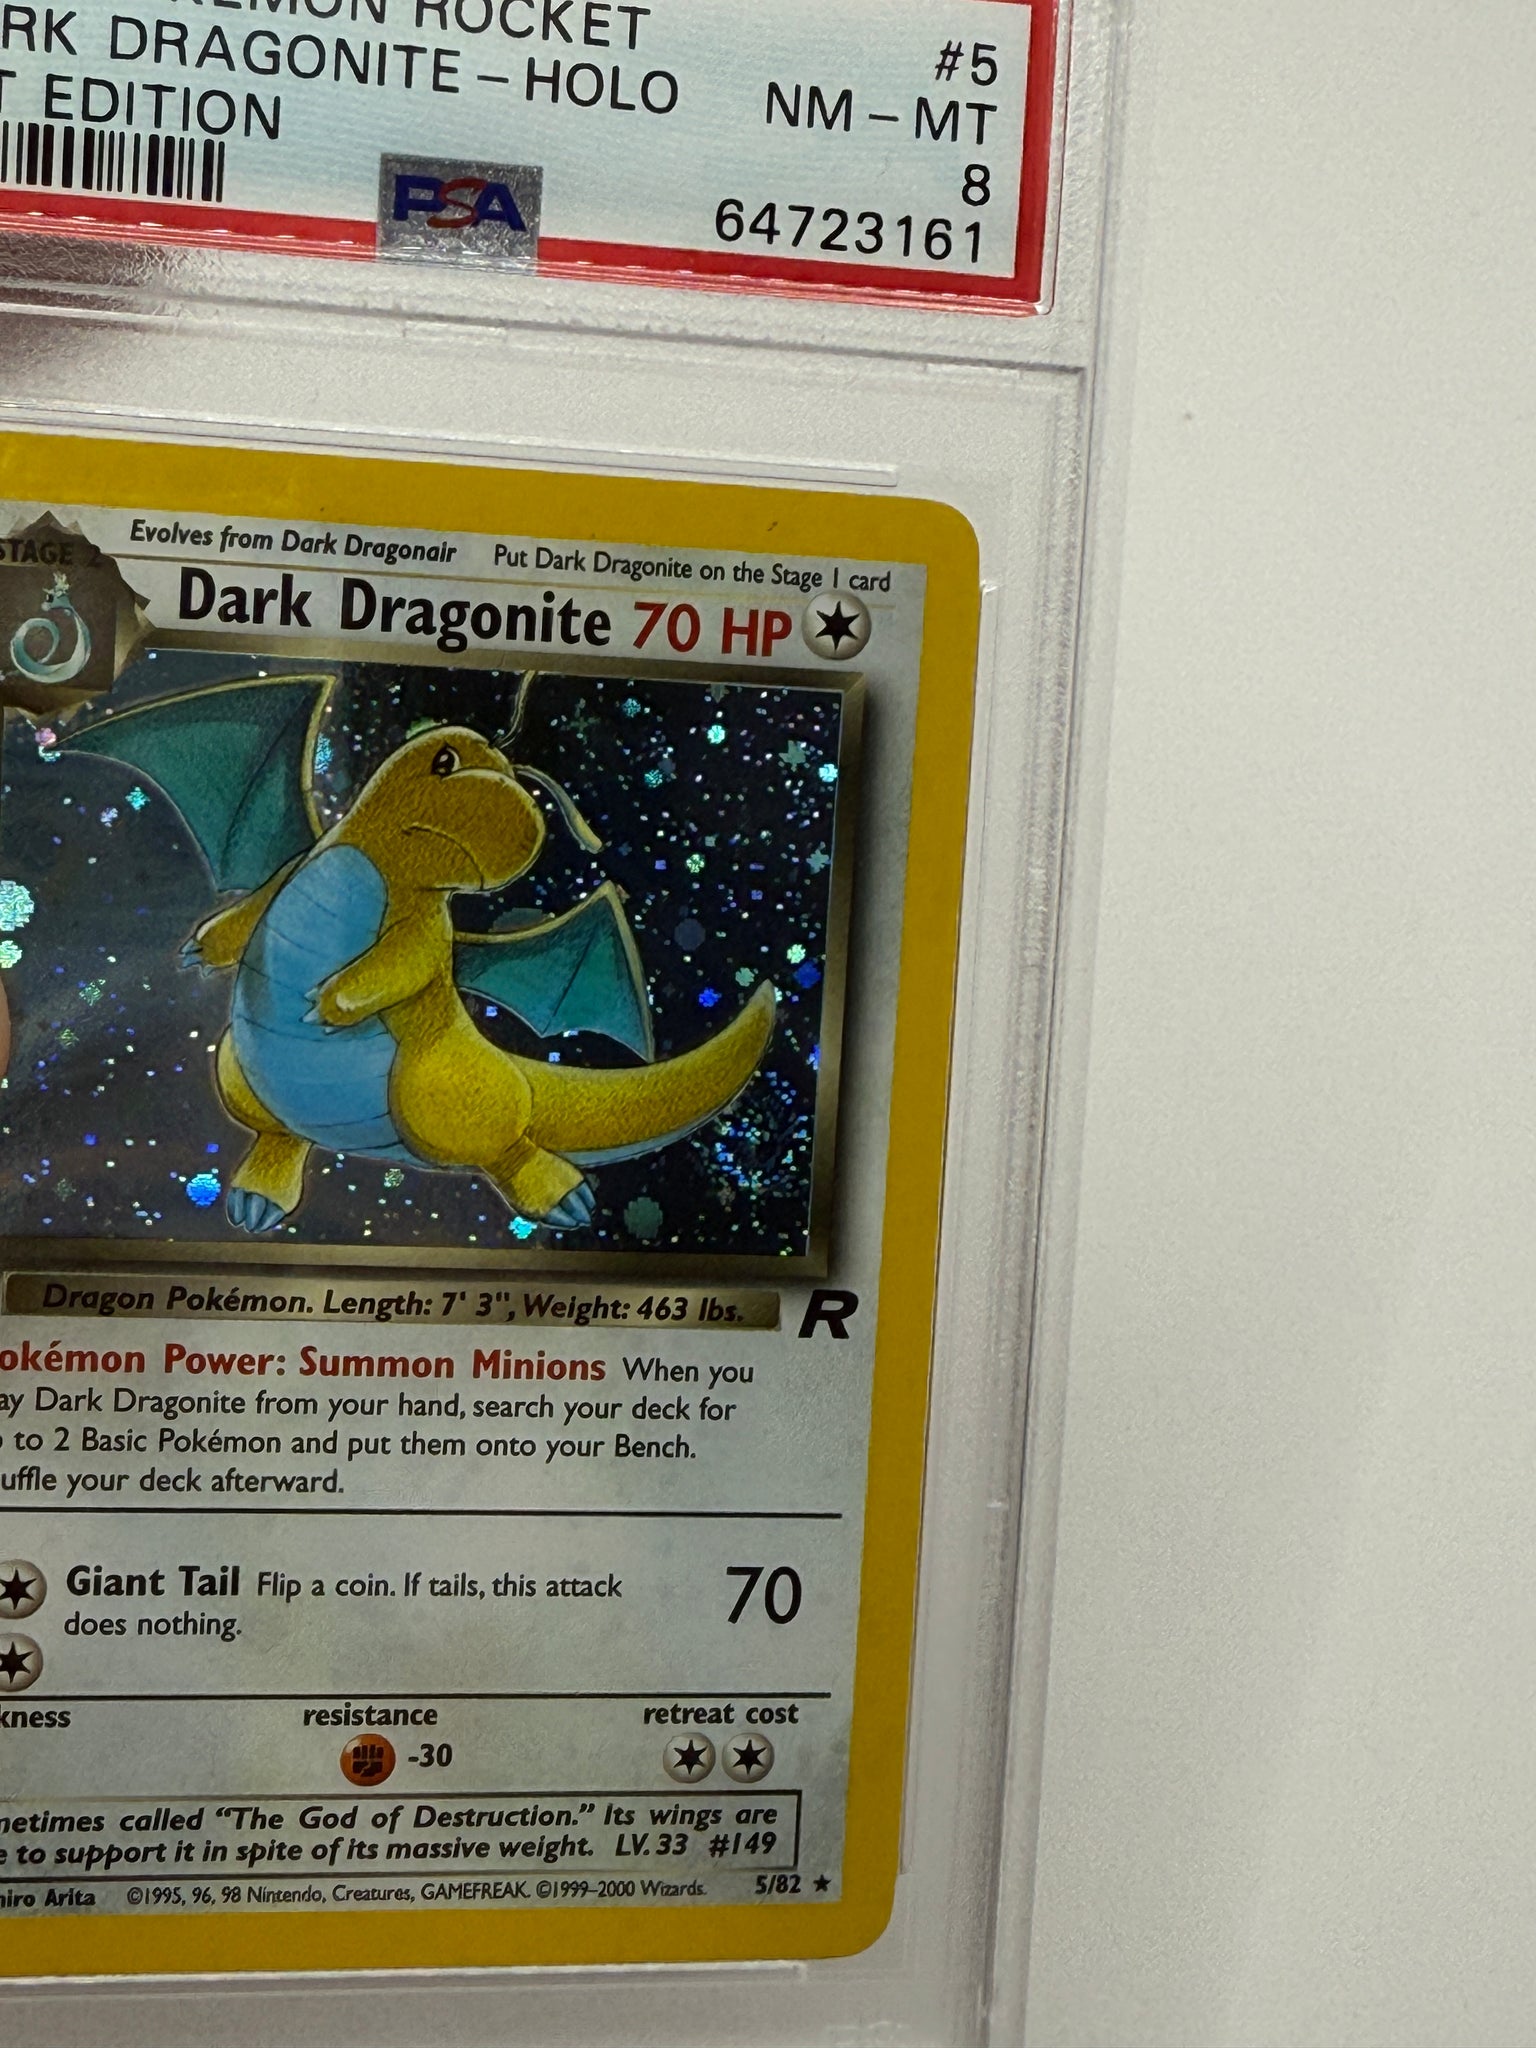 ROCKET
#5
DRAGONITE – HOLO
NM – MT
EDITION
8
PSA
64723161
STAGE 2
Evolves from Dark Dragonair Put Dark Dragonite on the Stage 1 card
Dark Dragonite 70 HP
Dragon Pokémon. Length: 7' 3", Weight: 463 lbs.
R
okémon Power: Summon Minions When you
ay Dark Dragonite from your hand, search your deck for
to 2 Basic Pokémon and put them onto your Bench.
uffle your deck afterward.
Giant Tail Flip a coin. If tails, this attack
does nothing.
70
kness resistance retreat cost
-30
metimes called “The God of Destruction.” Its wings are
e to support it in spite of its massive weight. LV. 33 #149
hiro Arita ©1995, 96, 98 Nintendo, Creatures, GAMEFREAK. ©1999–2000 Wizards. 5/82 ★